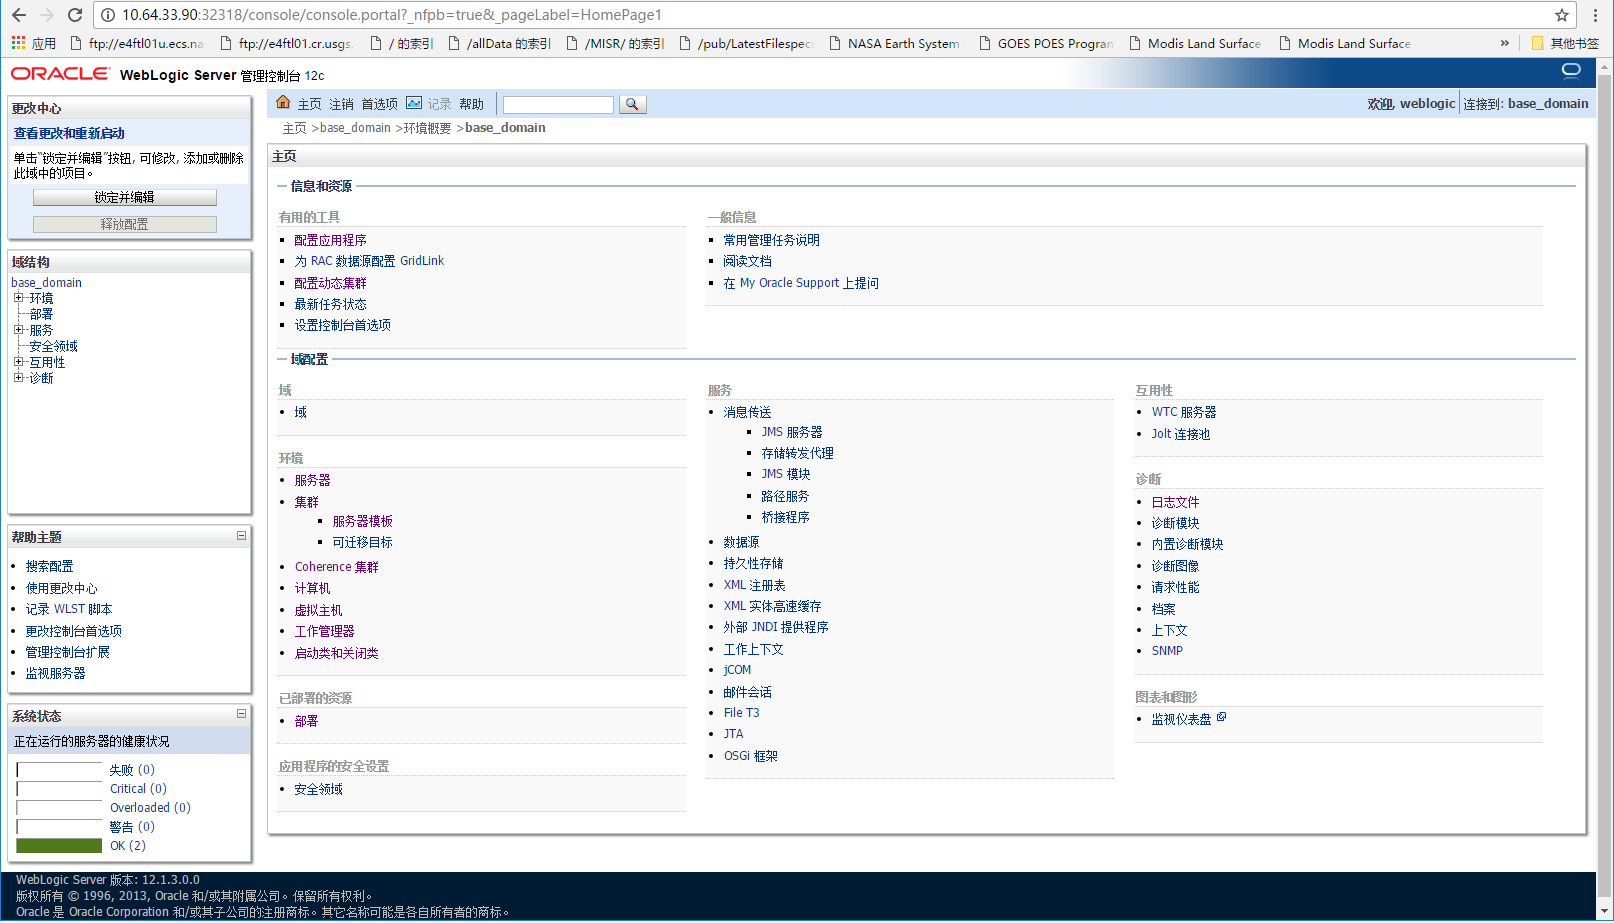 10.64.33.90:32318/console/console.portal?_nfpb=true&_pageLabel=HomePage1
应用 ftp://e4ftl01u.ecs.na ftp://e4ftl01.cr.usgs. / 的索引 /allData 的索引 /MISR/ 的索引 /pub/LatestFilespec NASA Earth System GOES POES Program Modis Land Surface Modis Land Surface » 其他书签
ORACLE WebLogic Server 管理控制台 12c
更改中心
查看更改和重新启动
单击"锁定并编辑"按钮, 可修改, 添加或删除
此域中的项目。
锁定并编辑
释放配置
域结构
base_domain
环境
部署
服务
安全领域
互用性
诊断
帮助主题
搜索配置
使用更改中心
记录 WLST 脚本
更改控制台首选项
管理控制台扩展
监视服务器
系统状态
正在运行的服务器的健康状况
失败 (0)
Critical (0)
Overloaded (0)
警告 (0)
OK (2)
主页 注销 首选项 记录 帮助
欢迎, weblogic 连接到: base_domain
主页 >base_domain >环境概要 >base_domain
主页
信息和资源
有用的工具
配置应用程序
为 RAC 数据源配置 GridLink
配置动态集群
最新任务状态
设置控制台首选项
一般信息
常用管理任务说明
阅读文档
在 My Oracle Support 上提问
域配置
域
域
环境
服务器
集群
服务器模板
可迁移目标
Coherence 集群
计算机
虚拟主机
工作管理器
启动类和关闭类
已部署的资源
部署
应用程序的安全设置
安全领域
服务
消息传送
JMS 服务器
存储转发代理
JMS 模块
路径服务
桥接程序
数据源
持久性存储
XML 注册表
XML 实体高速缓存
外部 JNDI 提供程序
工作上下文
jCOM
邮件会话
File T3
JTA
OSGi 框架
互用性
WTC 服务器
Jolt 连接池
诊断
日志文件
诊断模块
内置诊断模块
诊断图像
请求性能
档案
上下文
SNMP
图表和图形
监视仪表盘
WebLogic Server 版本: 12.1.3.0.0
版权所有 © 1996, 2013, Oracle 和/或其附属公司。保留所有权利。
Oracle 是 Oracle Corporation 和/或其子公司的注册商标。其它名称可能是各自所有者的商标。